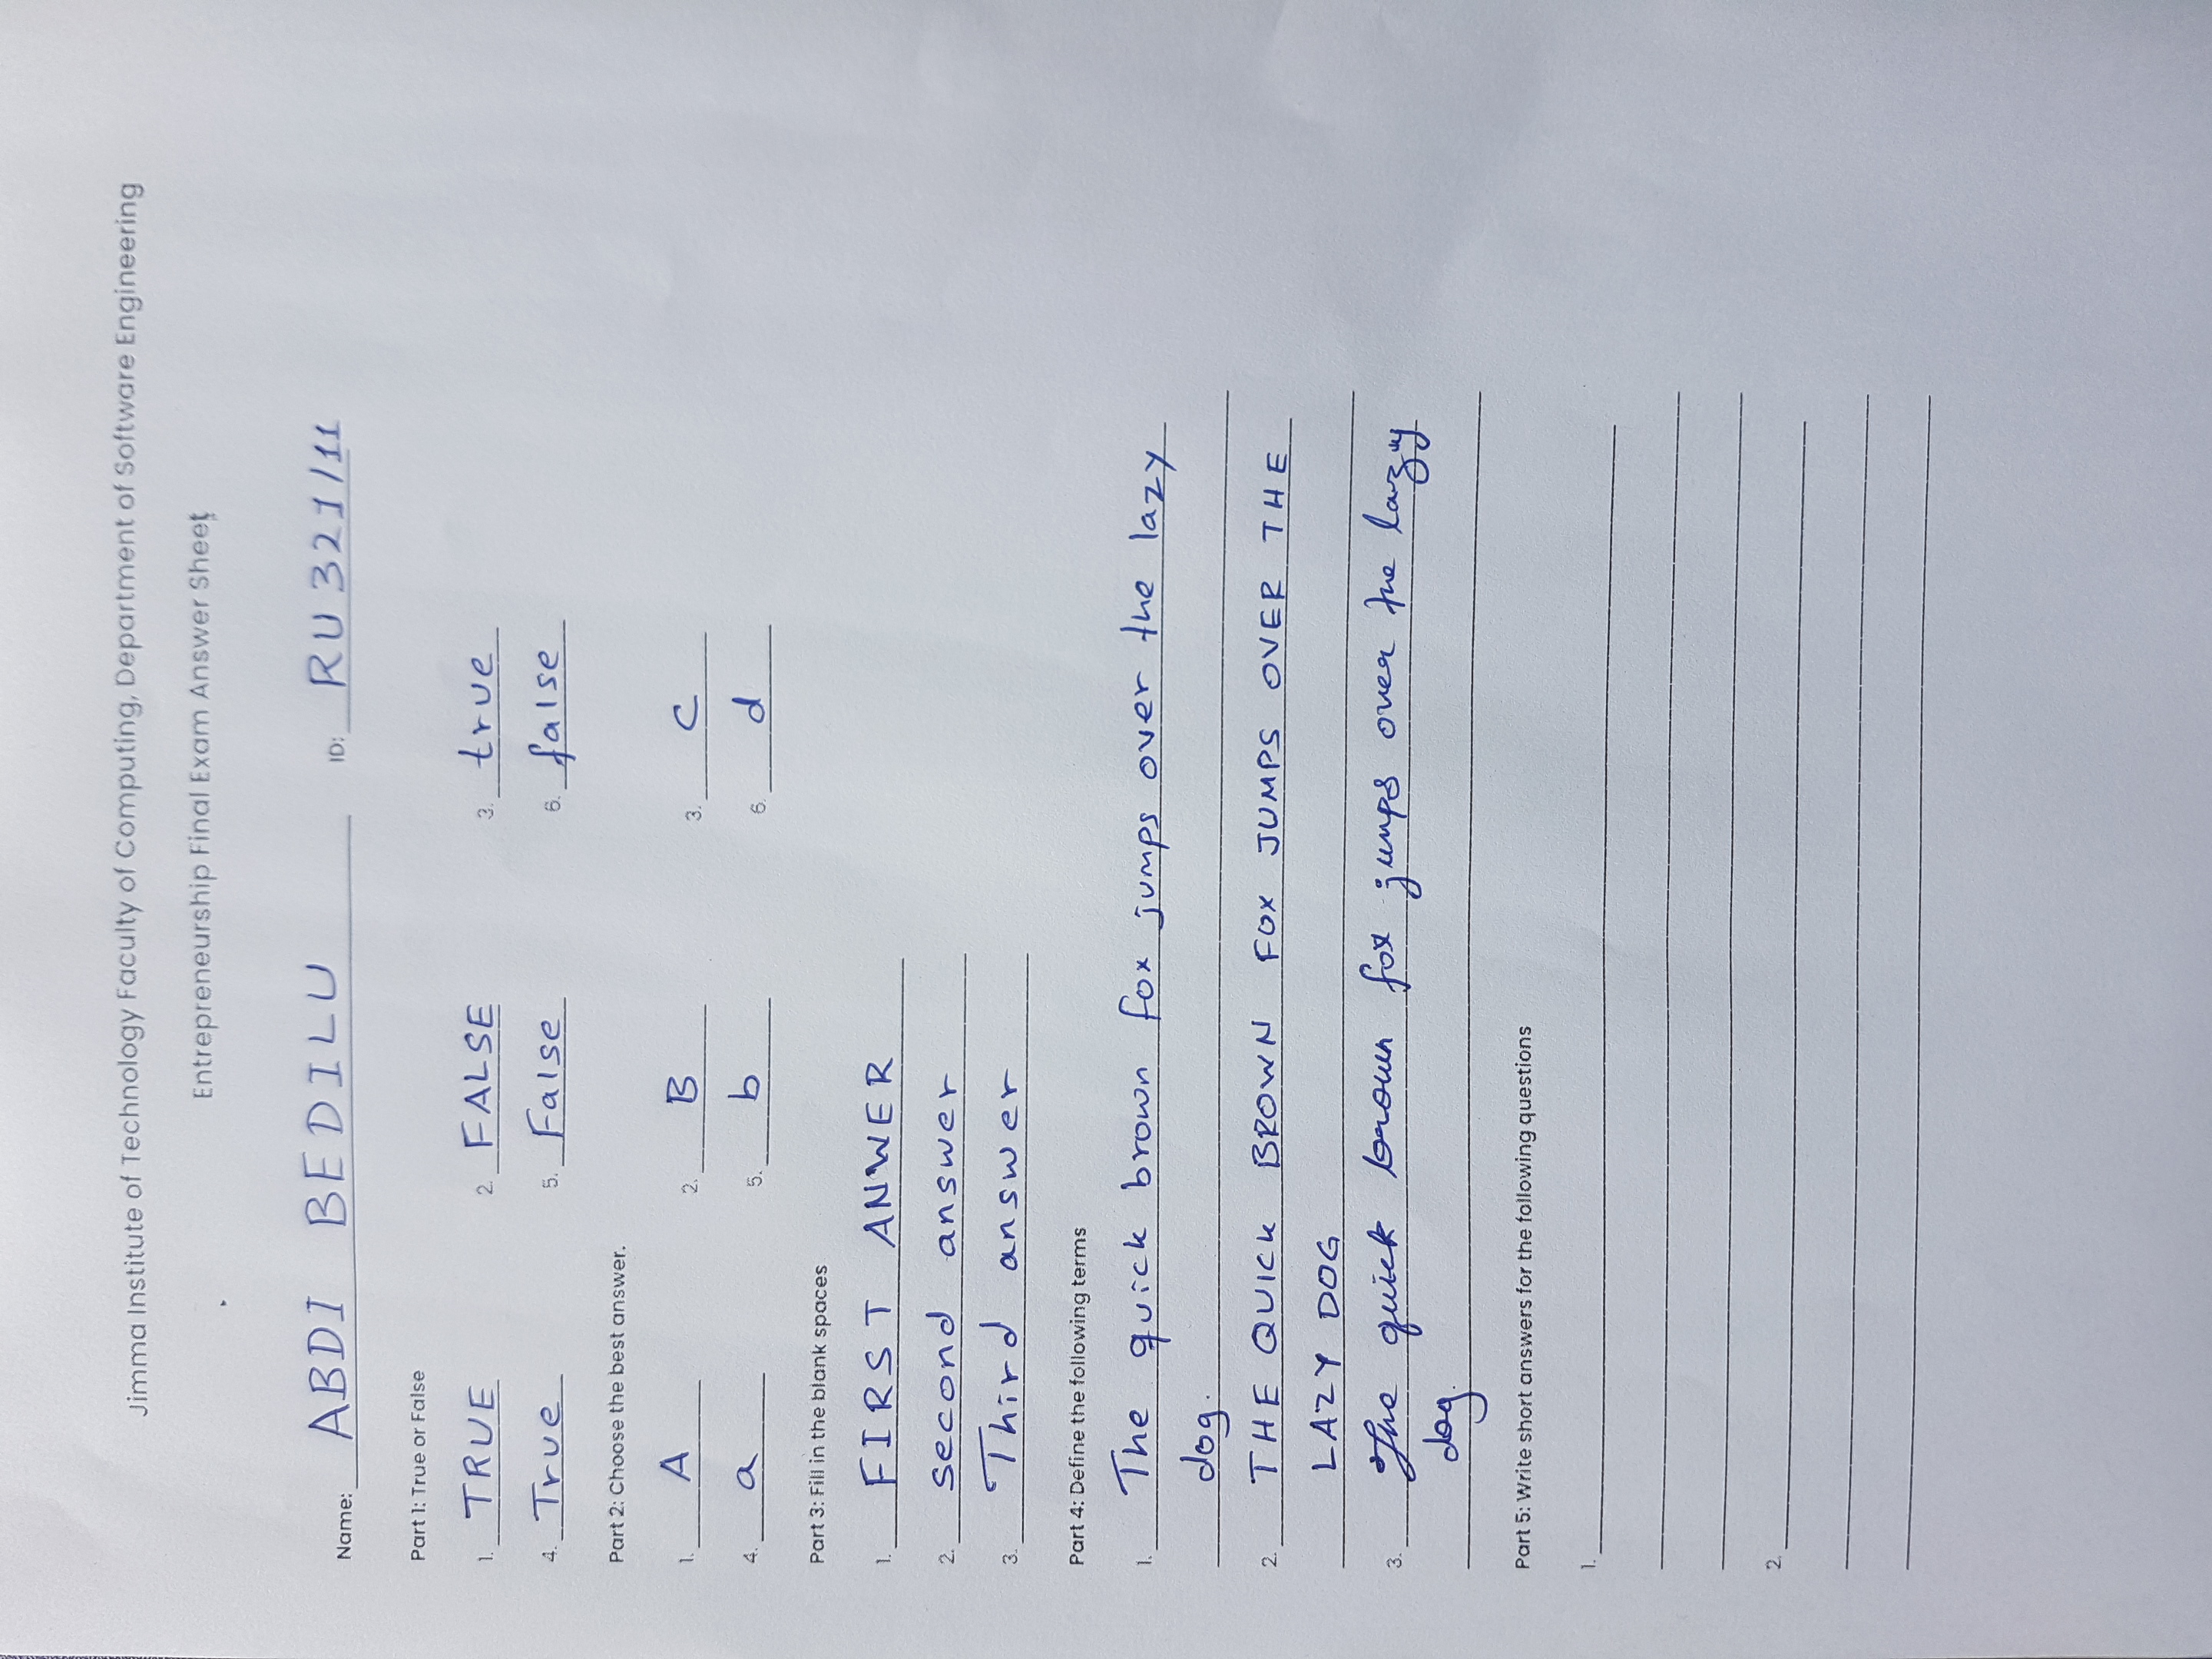 Jimma Institute of Technology Faculty of Computing, Department of Software Engineering
Entrepreneurship Final Exam Answer Sheet
Name: ABDI BEDILU ID: RU 321/11
Part 1: True or False
1. TRUE 2. FALSE 3. true
4. True 5. False 6. false
Part 2: Choose the best answer.
1. A 2. B 3. C
4. a 5. b 6. d
Part 3: Fill in the blank spaces
1. FIRST ANWER
2. second answer
3. Third answer
Part 4: Define the following terms
1. The quick brown fox jumps over the lazy
dog.
2. THE QUICK BROWN FOX JUMPS OVER THE
LAZY DOG
3. The quick brown fox jumps over the lazy
dog.
Part 5: Write short answers for the following questions
1.
2.